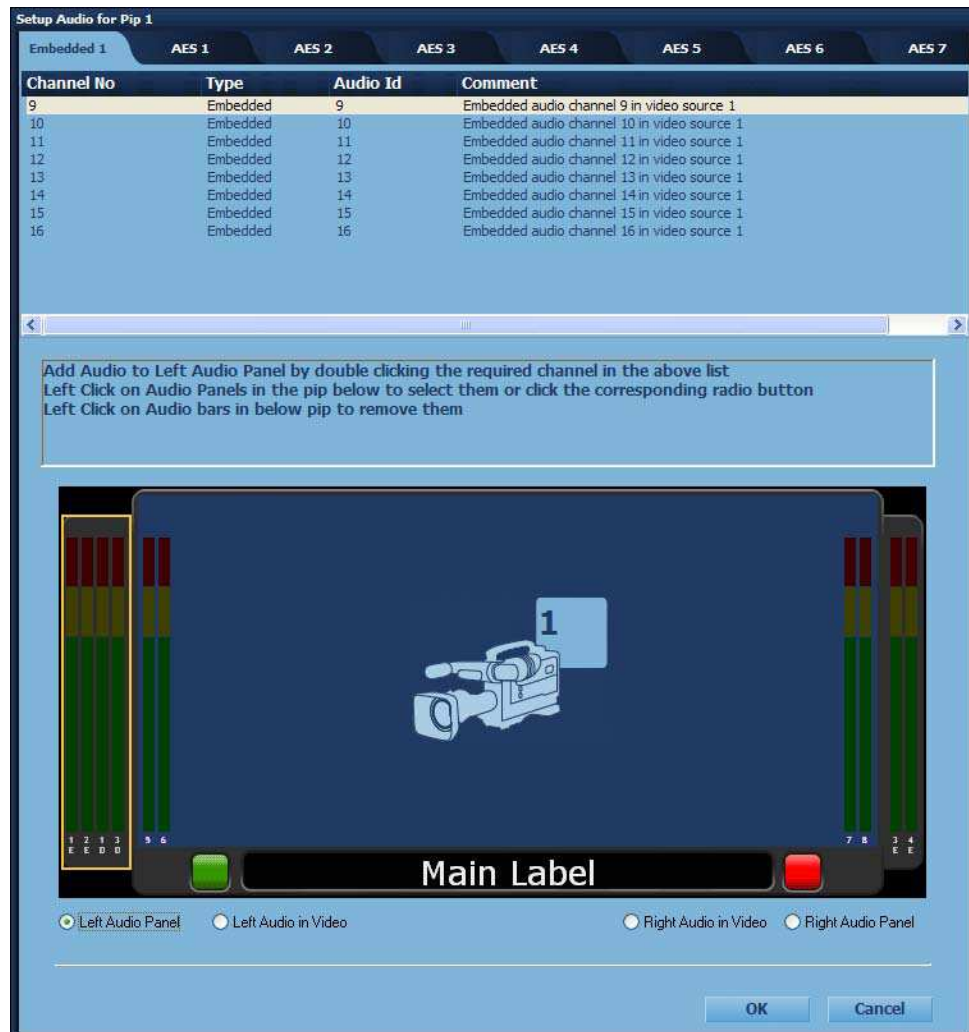 Setup Audio for Pip 1
Embedded 1 AES 1 AES 2 AES 3 AES 4 AES 5 AES 6 AES 7
Channel No Type Audio Id Comment
9 Embedded 9 Embedded audio channel 9 in video source 1
10 Embedded 10 Embedded audio channel 10 in video source 1
11 Embedded 11 Embedded audio channel 11 in video source 1
12 Embedded 12 Embedded audio channel 12 in video source 1
13 Embedded 13 Embedded audio channel 13 in video source 1
14 Embedded 14 Embedded audio channel 14 in video source 1
15 Embedded 15 Embedded audio channel 15 in video source 1
16 Embedded 16 Embedded audio channel 16 in video source 1
Add Audio to Left Audio Panel by double clicking the required channel in the above list
Left Click on Audio Panels in the pip below to select them or click the corresponding radio button
Left Click on Audio bars in below pip to remove them
1
1 2 1 3 5 6 7 8 3 4
E E D D E E
Main Label
Left Audio Panel Left Audio in Video Right Audio in Video Right Audio Panel
OK Cancel